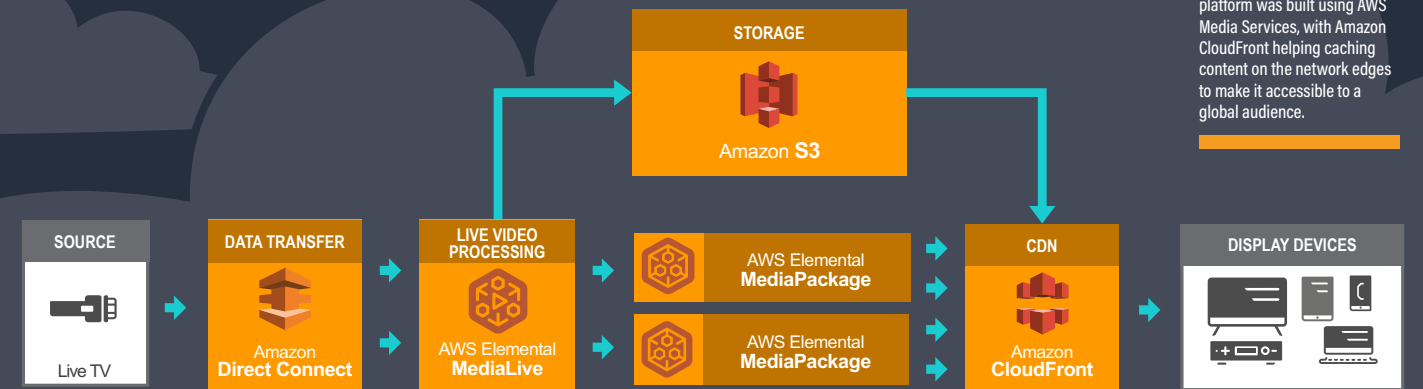 platform was built using AWS
Media Services, with Amazon
CloudFront helping caching
content on the network edges
to make it accessible to a
global audience.
STORAGE
Amazon S3
SOURCE
Live TV
DATA TRANSFER
Amazon
Direct Connect
LIVE VIDEO
PROCESSING
AWS Elemental
MediaLive
AWS Elemental
MediaPackage
AWS Elemental
MediaPackage
CDN
Amazon
CloudFront
DISPLAY DEVICES